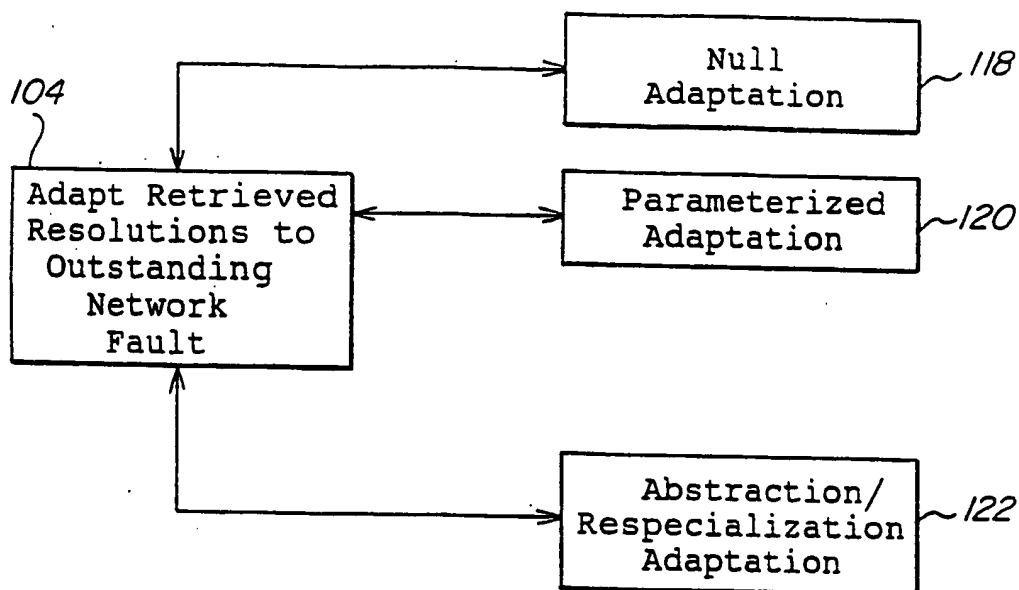 104
Adapt Retrieved
Resolutions to
Outstanding
Network
Fault
Null
Adaptation
118
Parameterized
Adaptation
120
Abstraction/
Respecialization
Adaptation
122